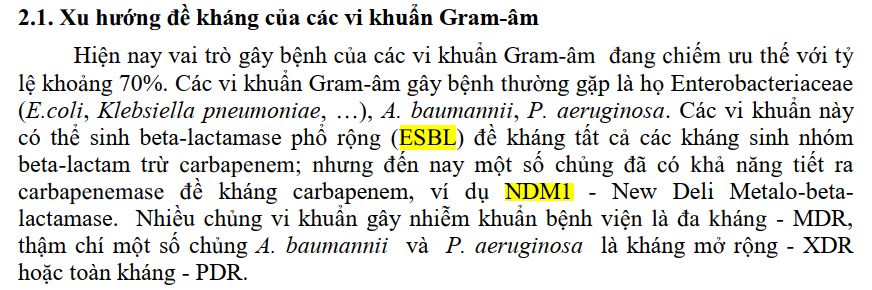 2.1. Xu hướng đề kháng của các vi khuẩn Gram-âm
Hiện nay vai trò gây bệnh của các vi khuẩn Gram-âm đang chiếm ưu thế với tỷ
lệ khoảng 70%. Các vi khuẩn Gram-âm gây bệnh thường gặp là họ Enterobacteriaceae
(E.coli, Klebsiella pneumoniae, …), A. baumannii, P. aeruginosa. Các vi khuẩn này
có thể sinh beta-lactamase phổ rộng (ESBL) đề kháng tất cả các kháng sinh nhóm
beta-lactam trừ carbapenem; nhưng đến nay một số chủng đã có khả năng tiết ra
carbapenemase đề kháng carbapenem, ví dụ NDM1 - New Deli Metalo-beta-
lactamase. Nhiều chủng vi khuẩn gây nhiễm khuẩn bệnh viện là đa kháng - MDR,
thậm chí một số chủng A. baumannii và P. aeruginosa là kháng mở rộng - XDR
hoặc toàn kháng - PDR.